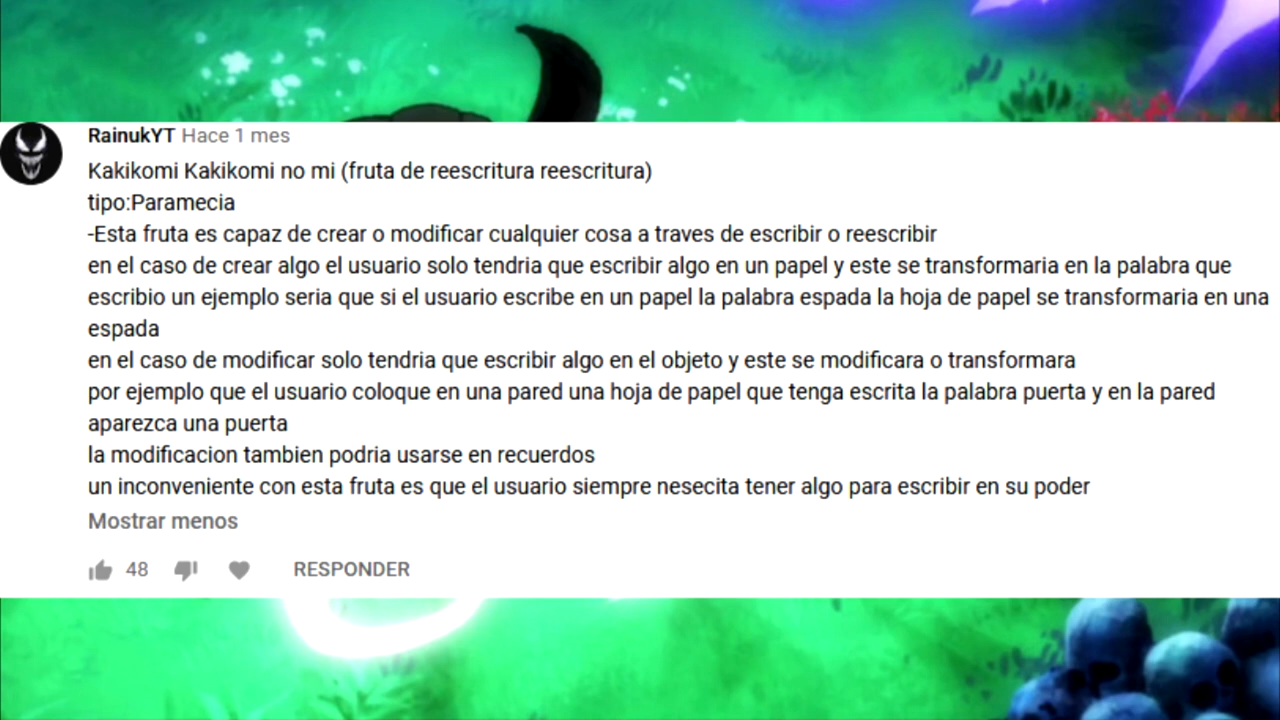 RainukYT Hace 1 mes
Kakikomi Kakikomi no mi (fruta de reescritura reescritura)
tipo:Paramecia
-Esta fruta es capaz de crear o modificar cualquier cosa a traves de escribir o reescribir
en el caso de crear algo el usuario solo tendria que escribir algo en un papel y este se transformaria en la palabra que
escribio un ejemplo seria que si el usuario escribe en un papel la palabra espada la hoja de papel se transformaria en una
espada
en el caso de modificar solo tendria que escribir algo en el objeto y este se modificara o transformara
por ejemplo que el usuario coloque en una pared una hoja de papel que tenga escrita la palabra puerta y en la pared
aparezca una puerta
la modificacion tambien podria usarse en recuerdos
un inconveniente con esta fruta es que el usuario siempre nesecita tener algo para escribir en su poder
Mostrar menos
48 RESPONDER